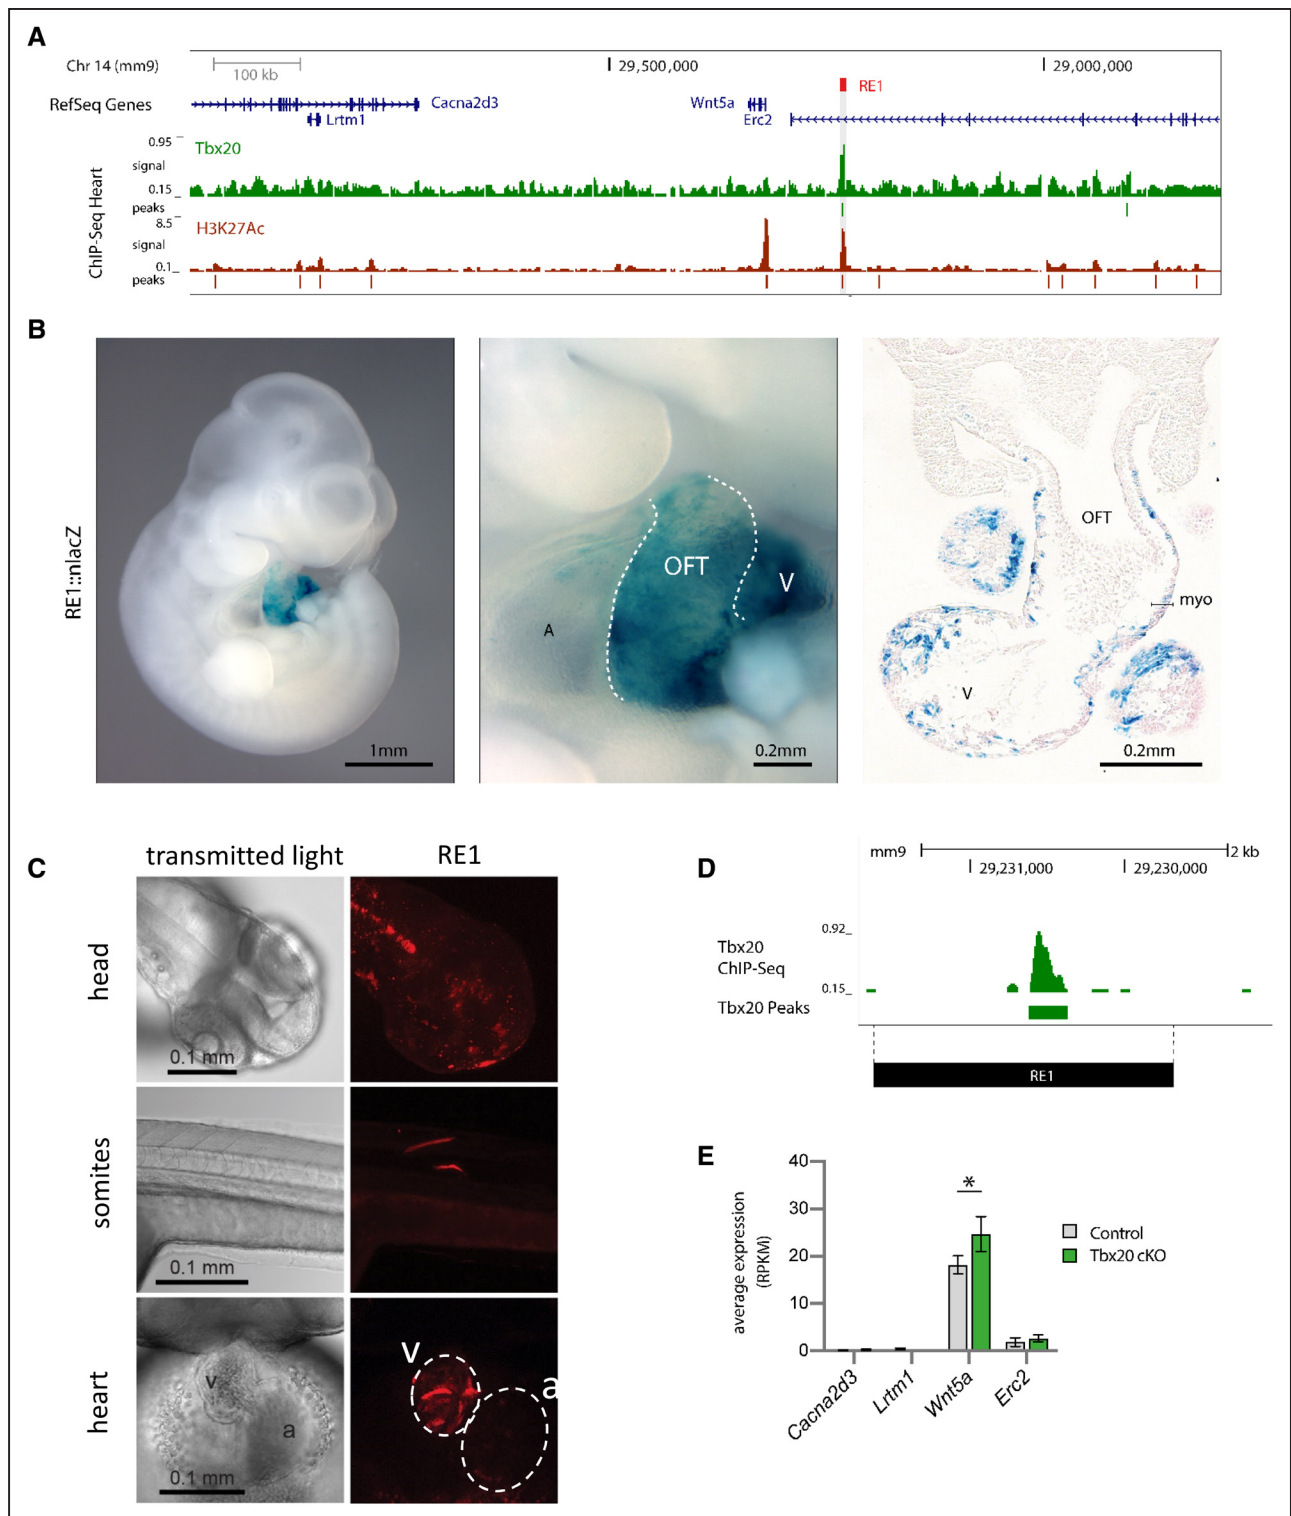 A
Chr 14 (mm9)
100 kb
29,500,000
29,000,000
RE1
RefSeq Genes
Cacna2d3
Wnt5a
Lrtm1
Erc2
ChIP-Seq Heart
0.95
Tbx20
signal
0.15
peaks
8.5
H3K27Ac
signal
0.1
peaks
B
RE1::nlacZ
1mm
A
OFT
V
0.2mm
OFT
myo
V
0.2mm
C
transmitted light
RE1
head
0.1 mm
somites
0.1 mm
heart
v
a
0.1 mm
v
a
D
mm9
2 kb
29,231,000
29,230,000
0.92
Tbx20
ChIP-Seq
0.15
Tbx20 Peaks
RE1
E
average expression
(RPKM)
40
30
20
10
0
*
Control
Tbx20 cKO
Cacna2d3
Lrtm1
Wnt5a
Erc2